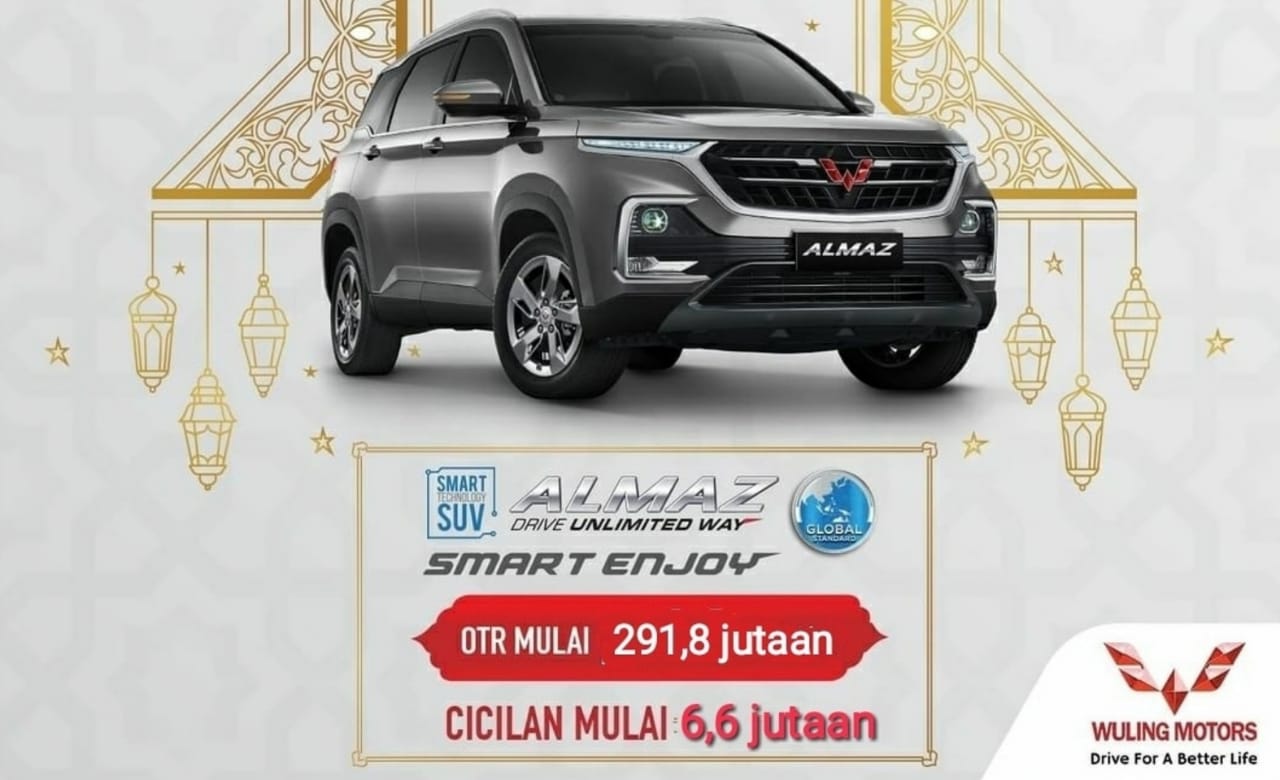 ALMAZ
SMART
TECHNOLOGY
SUV
ALMAZ
DRIVE UNLIMITED WAY
GLOBAL
STANDARD
SMART ENJOY
OTR MULAI 291,8 jutaan
CICILAN MULAI 6,6 jutaan
WULING MOTORS
Drive For A Better Life